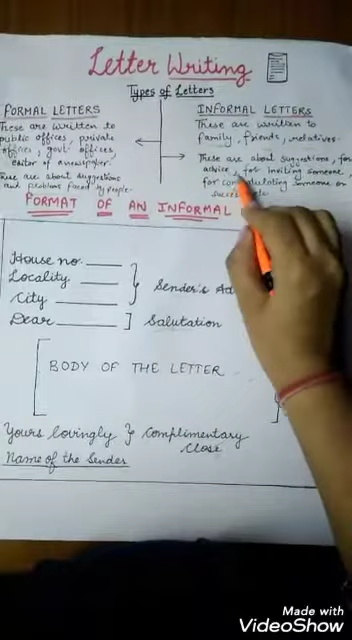 Letter Writing
Types of Letters
FORMAL LETTERS
These are written to
public offices, private
offices, govt. offices,
editor of a newspaper.
These are about suggestions
and problems faced by people
INFORMAL LETTERS
These are written to
family, friends, relatives.
These are about suggestions, for
advice, for inviting someone,
for congratulating someone on
success
FORMAT OF AN INFORMAL
House no.
Locality
City
Sender's Ad
Dear
Salutation
BODY OF THE LETTER
Yours lovingly
Complimentary
Close
Name of the Sender
Made with
VideoShow